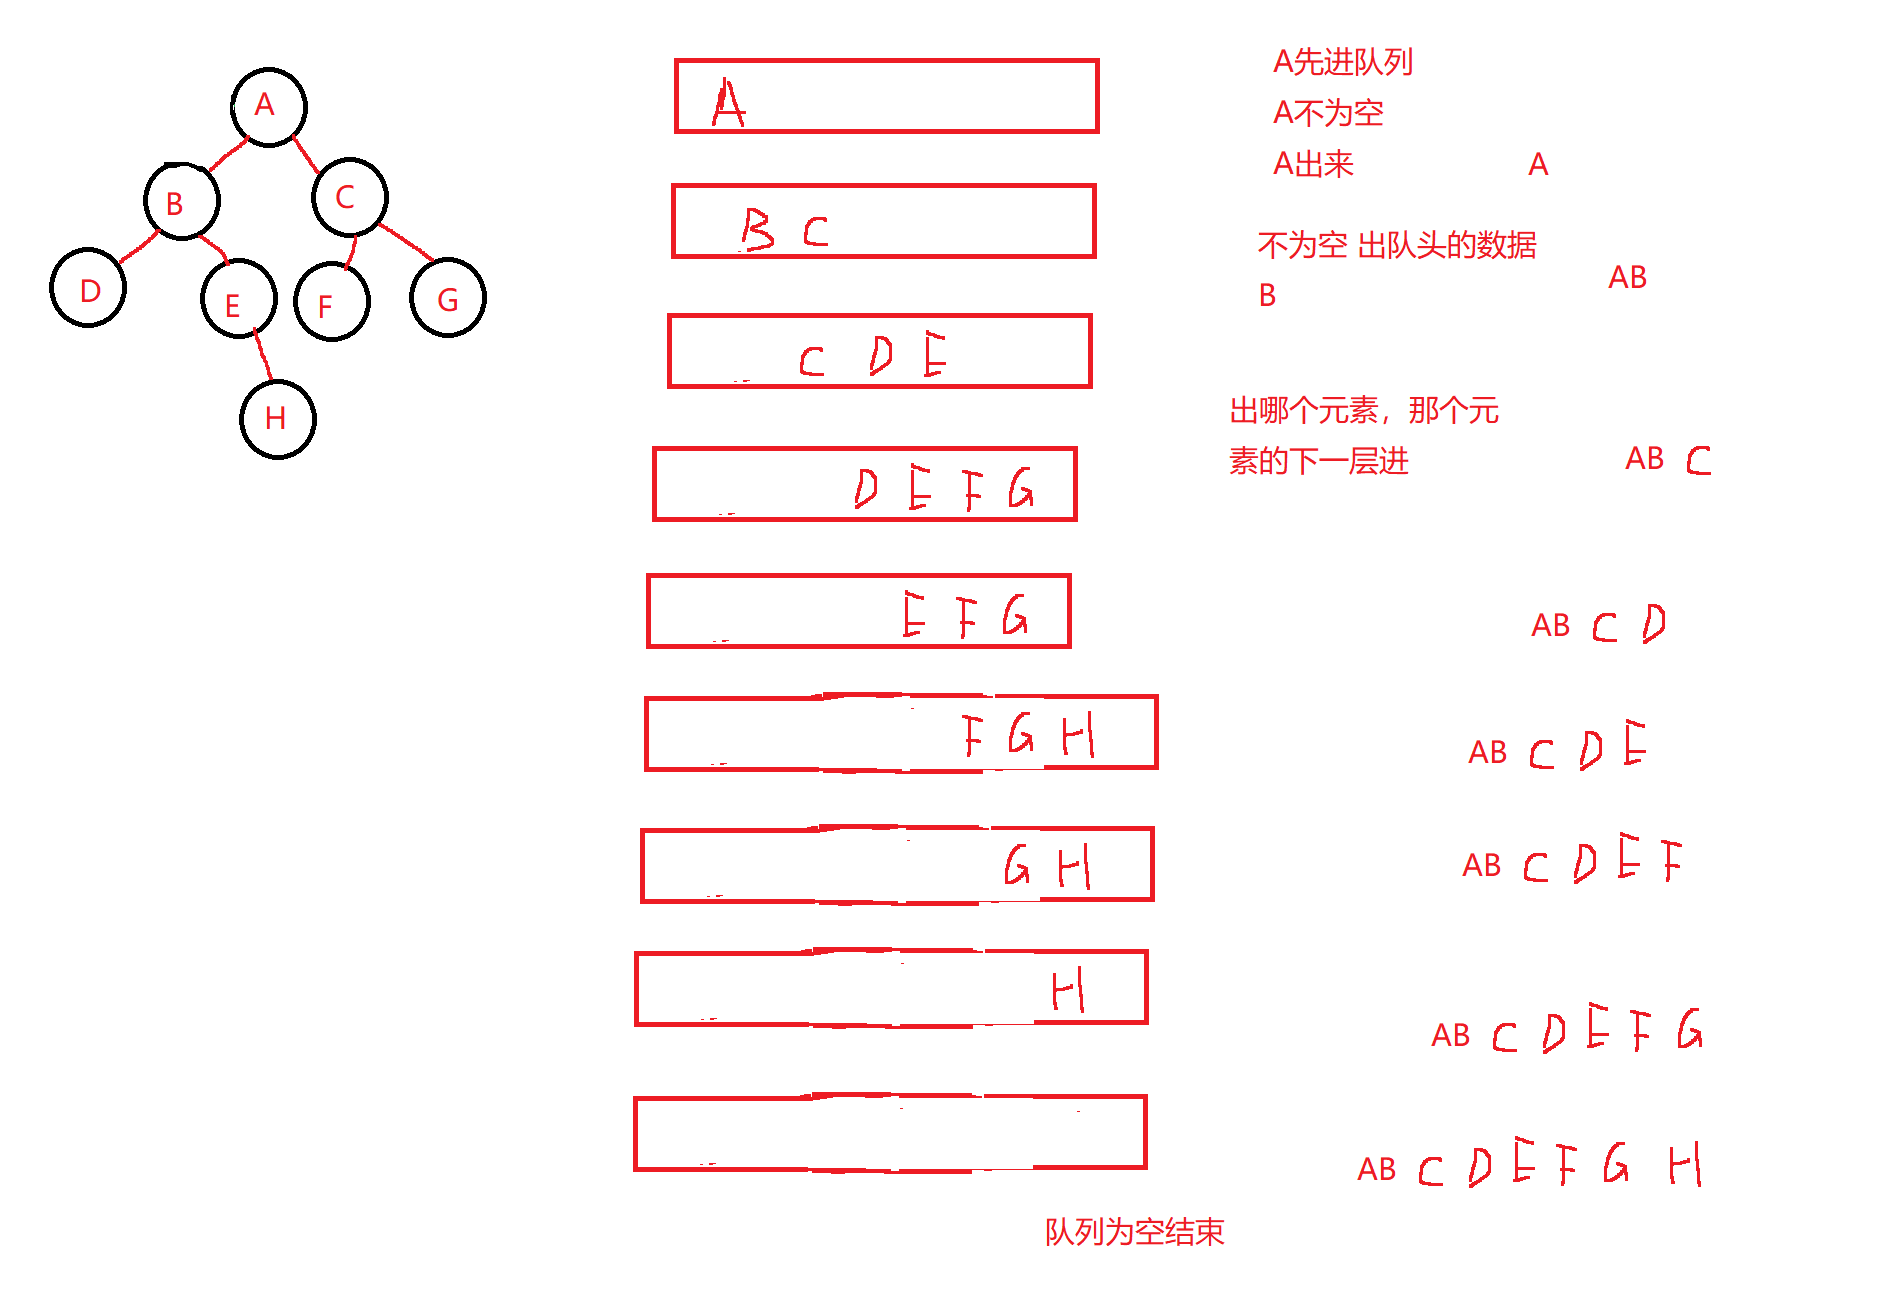 A
B
C
D
E
F
G
H
A
B C
C D E
D E F G
E F G
F G H
G H
H
A先进队列
A不为空
A出来
A
不为空 出队头的数据
B
AB
出哪个元素，那个元
素的下一层进
AB C
AB C D
AB C D E
AB C D E F
AB C D E F G
AB C D E F G H
队列为空结束